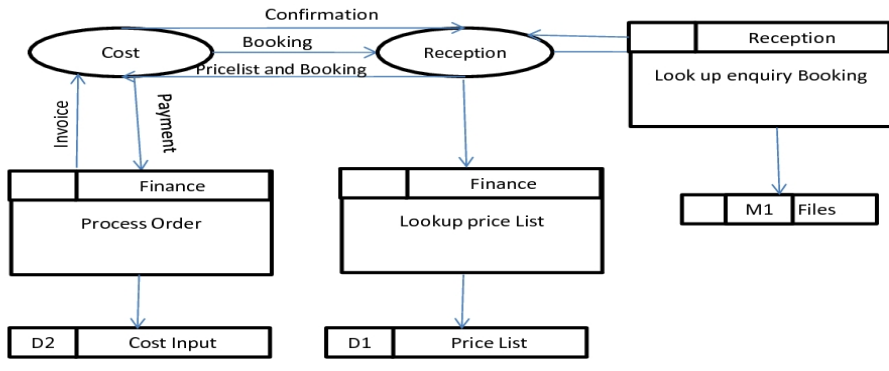 Confirmation
Cost
Booking
Reception
Pricelist and Booking
Reception
Look up enquiry Booking
Invoice
Payment
Finance
Process Order
Finance
Lookup price List
M1 Files
D2 Cost Input
D1 Price List